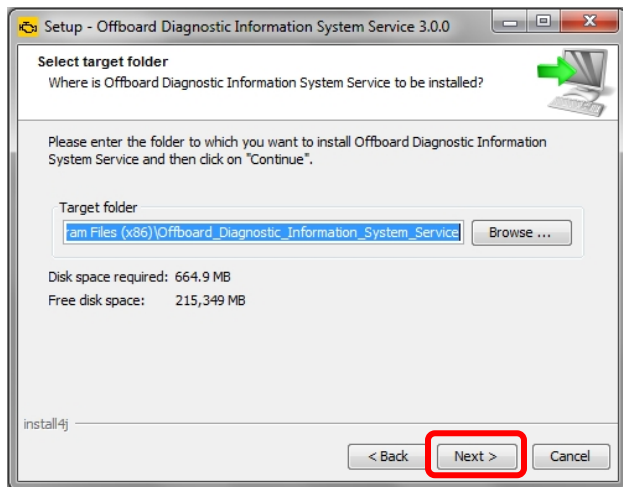 Setup - Offboard Diagnostic Information System Service 3.0.0
Select target folder
Where is Offboard Diagnostic Information System Service to be installed?
Please enter the folder to which you want to install Offboard Diagnostic Information
System Service and then click on "Continue".
Target folder
ram Files (x86)\Offboard_Diagnostic_Information_System_Service
Browse ...
Disk space required: 664.9 MB
Free disk space: 215,349 MB
install4j
< Back
Next >
Cancel